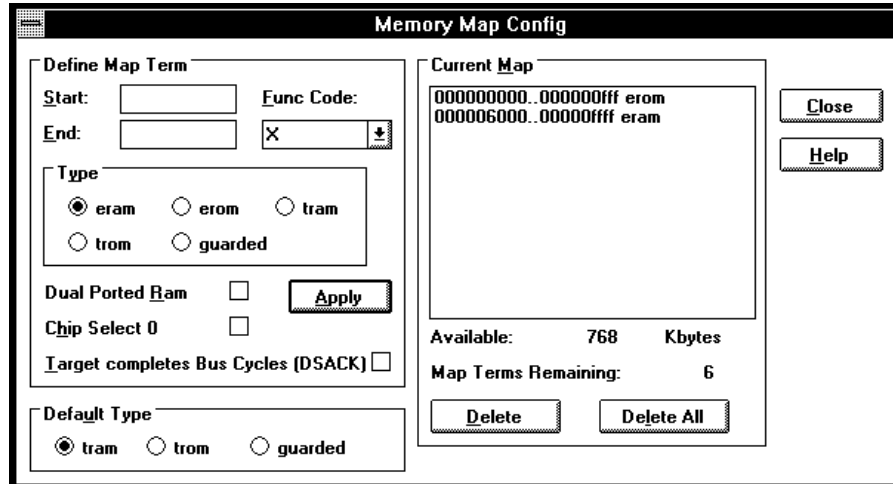 Memory Map Config
Define Map Term
Start:
Func Code:
End:
X
Type
eram erom tram
trom guarded
Dual Ported Ram
Apply
Chip Select 0
Target completes Bus Cycles (DSACK)
Default Type
tram trom guarded
Current Map
000000000..000000fff erom
000006000..00000ffff eram
Available: 768 Kbytes
Map Terms Remaining: 6
Delete Delete All
Close
Help